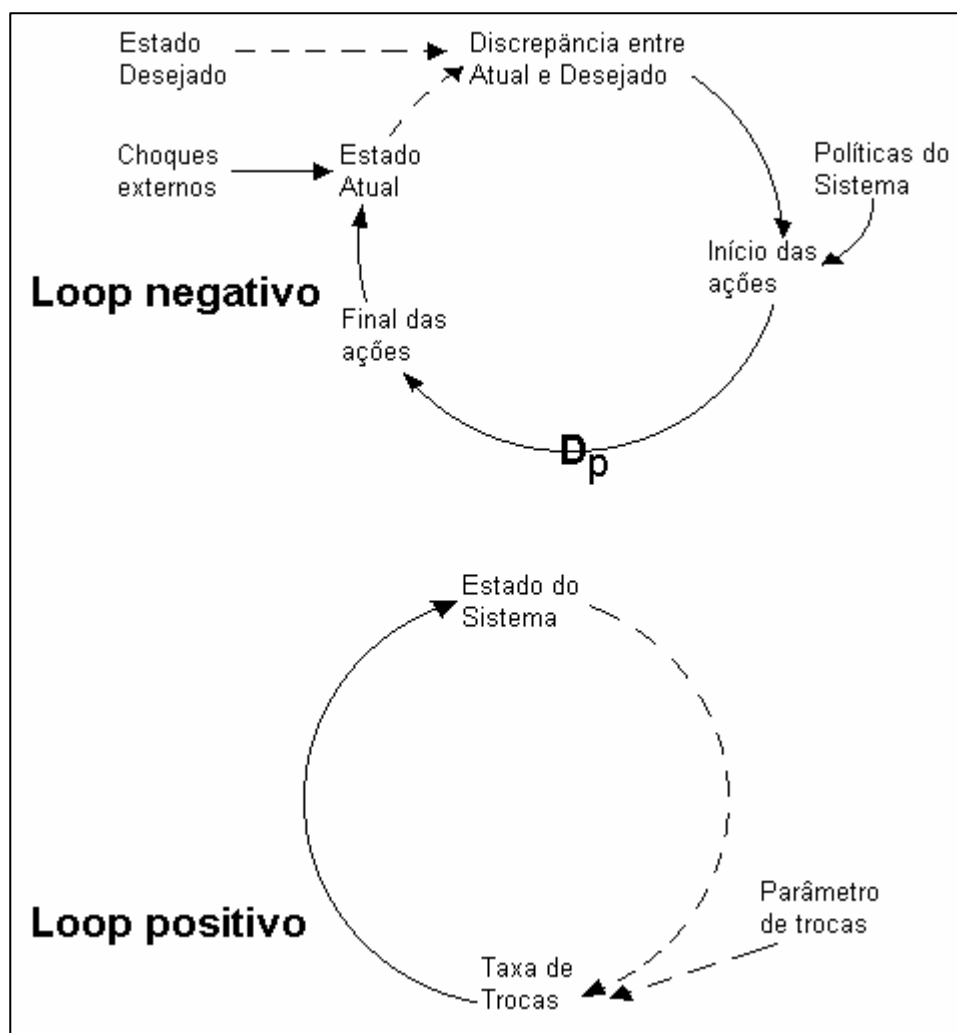 Estado
Desejado
Discrepância entre
Atual e Desejado
Choques
externos
Estado
Atual
Políticas do
Sistema
Início das
ações
Loop negativo
Final das
ações
Dp
Estado do
Sistema
Loop positivo
Parâmetro
de trocas
Taxa de
Trocas